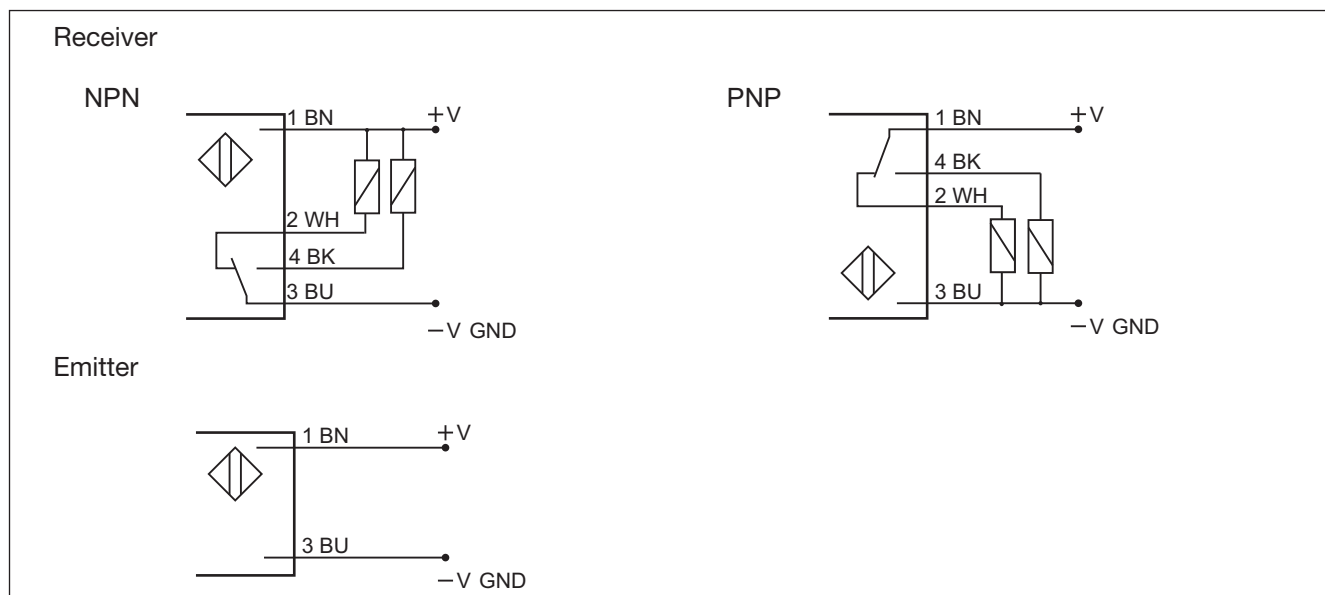 Receiver
NPN
1 BN
+V
2 WH
4 BK
3 BU
−V GND
PNP
1 BN
+V
4 BK
2 WH
3 BU
−V GND
Emitter
1 BN
+V
3 BU
−V GND